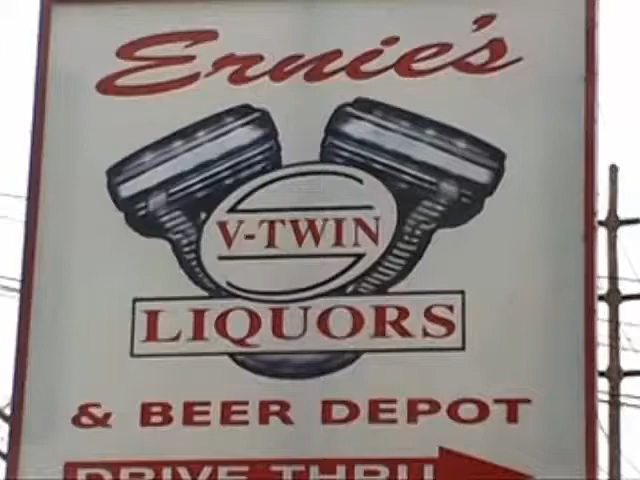 Ernie's
V-TWIN
LIQUORS
& BEER DEPOT
DRIVE THRU